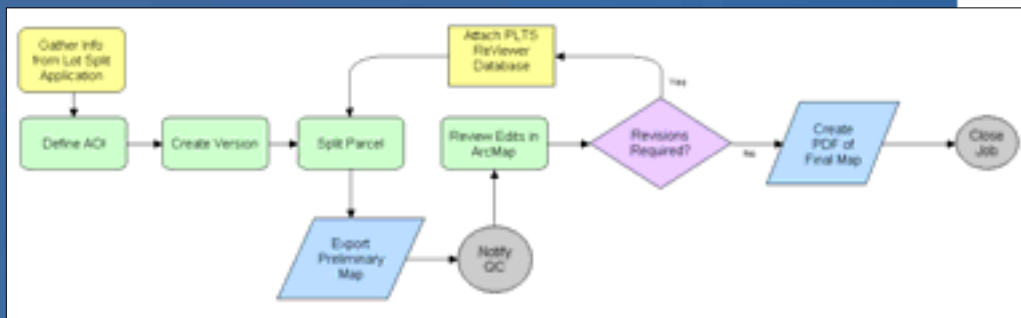 Gather Info
from Lot Split
Application
Define AOI
Create Version
Split Parcel
Export
Preliminary
Map
Notify
QC
Review Edits in
ArcMap
Revisions
Required?
Yes
Attach PLTS
ReViewer
Database
No
Create
PDF of
Final Map
Close
Job